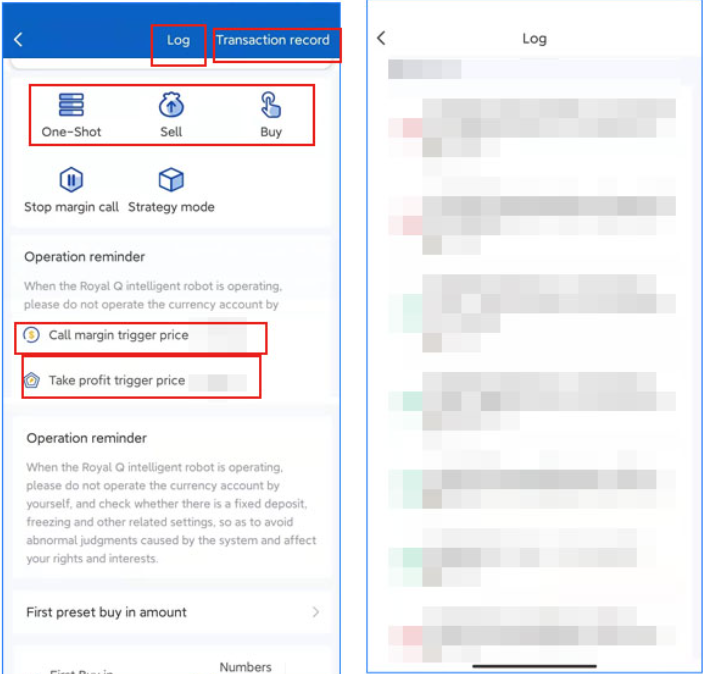 Log Transaction record
One-Shot Sell Buy
Stop margin call Strategy mode
Operation reminder
When the Royal Q intelligent robot is operating,
please do not operate the currency account by
Call margin trigger price
Take profit trigger price
Operation reminder
When the Royal Q intelligent robot is operating,
please do not operate the currency account by
yourself, and check whether there is a fixed deposit,
freezing and other related settings, so as to avoid
abnormal judgments caused by the system and affect
your rights and interests.
First preset buy in amount
Numbers
First Buy in
Log